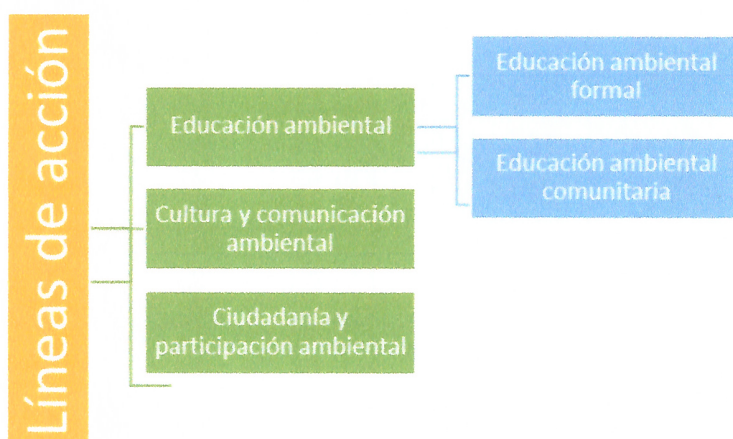 Líneas de acción
Educación ambiental
Cultura y comunicación
ambiental
Ciudadanía y
participación ambiental
Educación ambiental
formal
Educación ambiental
comunitaria